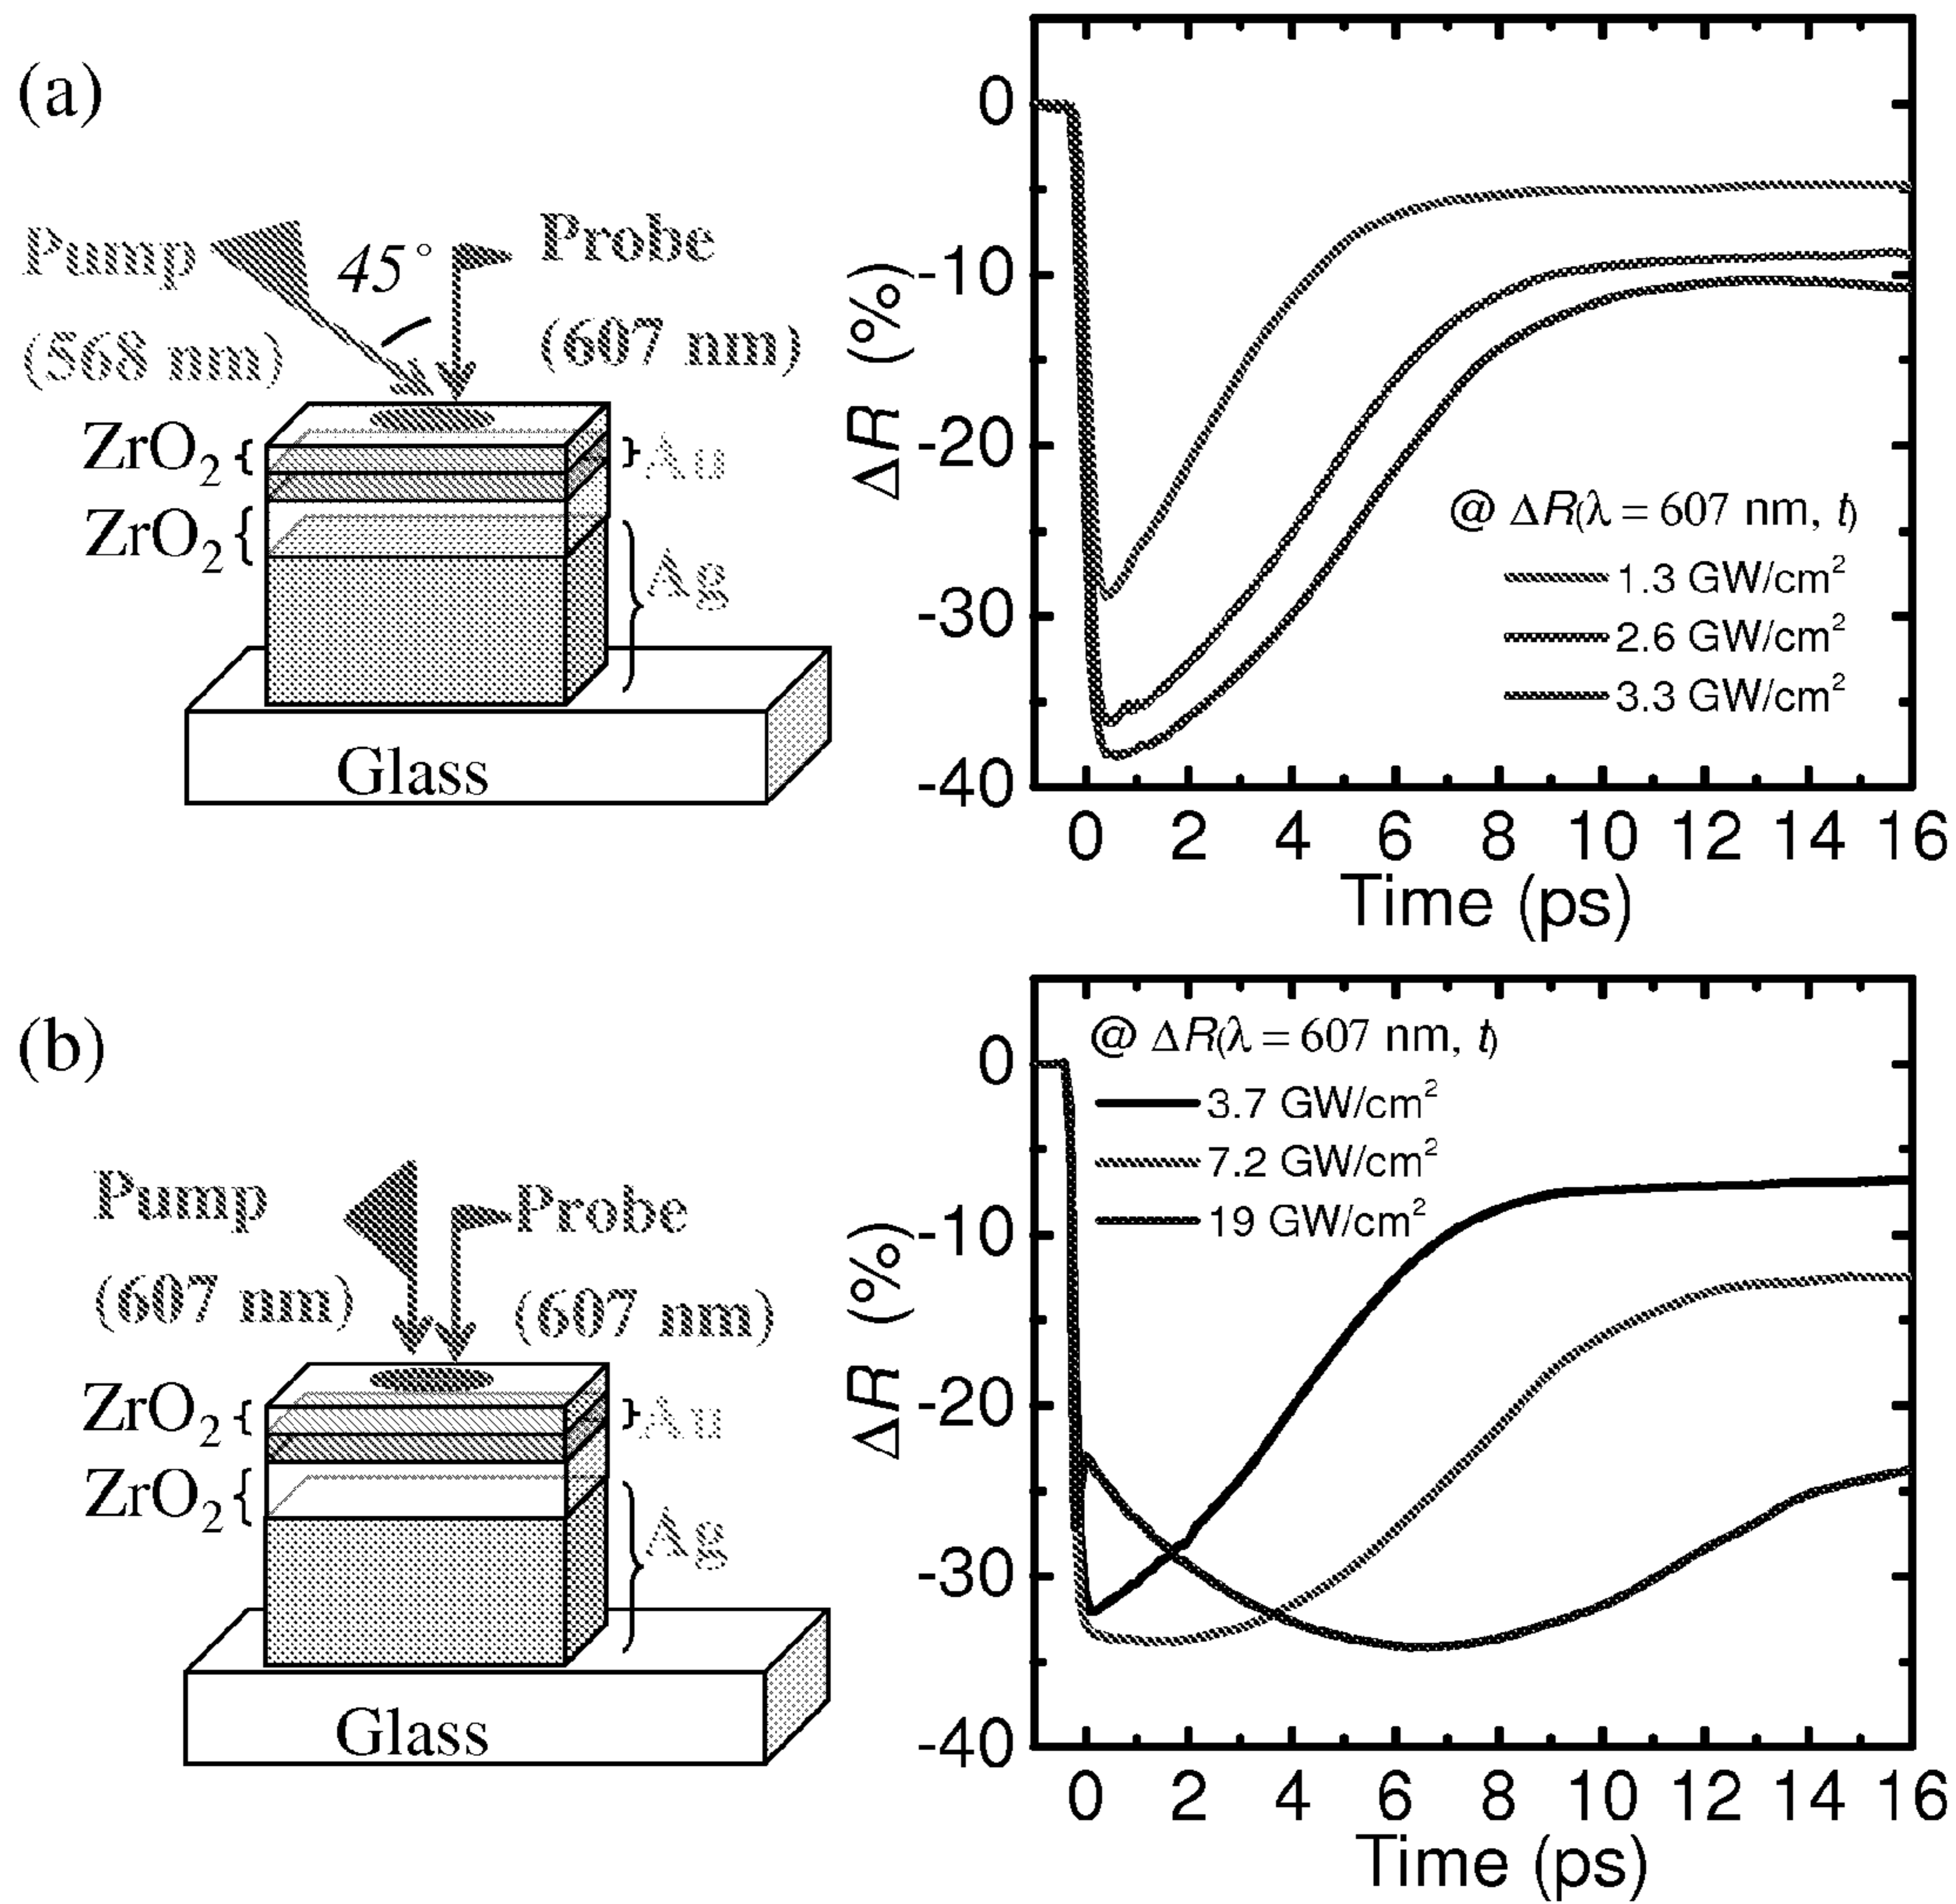 (a)
Pump
(568 nm)
45°
Probe
(607 nm)
ZrO₂
Au
ZrO₂
Ag
Glass
0
-10
-20
-30
-40
ΔR (%)
@ ΔR(λ = 607 nm, t)
1.3 GW/cm²
2.6 GW/cm²
3.3 GW/cm²
0 2 4 6 8 10 12 14 16
Time (ps)
(b)
Pump
(607 nm)
Probe
(607 nm)
ZrO₂
Au
ZrO₂
Ag
Glass
0
-10
-20
-30
-40
ΔR (%)
@ ΔR(λ = 607 nm, t)
3.7 GW/cm²
7.2 GW/cm²
19 GW/cm²
0 2 4 6 8 10 12 14 16
Time (ps)